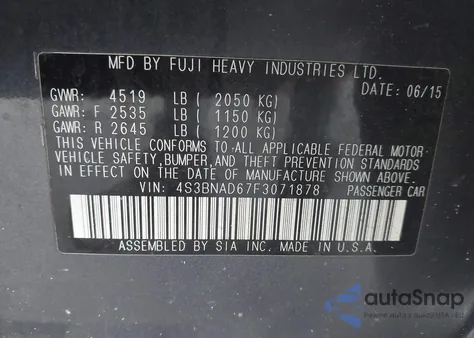 MFD BY FUJI HEAVY INDUSTRIES LTD.
DATE: 06/15
GVWR: 4519 LB ( 2050 KG)
GAWR: F 2535 LB ( 1150 KG)
GAWR: R 2645 LB ( 1200 KG)
THIS VEHICLE CONFORMS TO ALL APPLICABLE FEDERAL MOTOR
VEHICLE SAFETY, BUMPER, AND THEFT PREVENTION STANDARDS
IN EFFECT ON THE DATE OF MANUFACTURE SHOWN ABOVE.
VIN: 4S3BNAD67F3071878 PASSENGER CAR
ASSEMBLED BY SIA INC. MADE IN U.S.A.
autaSnap